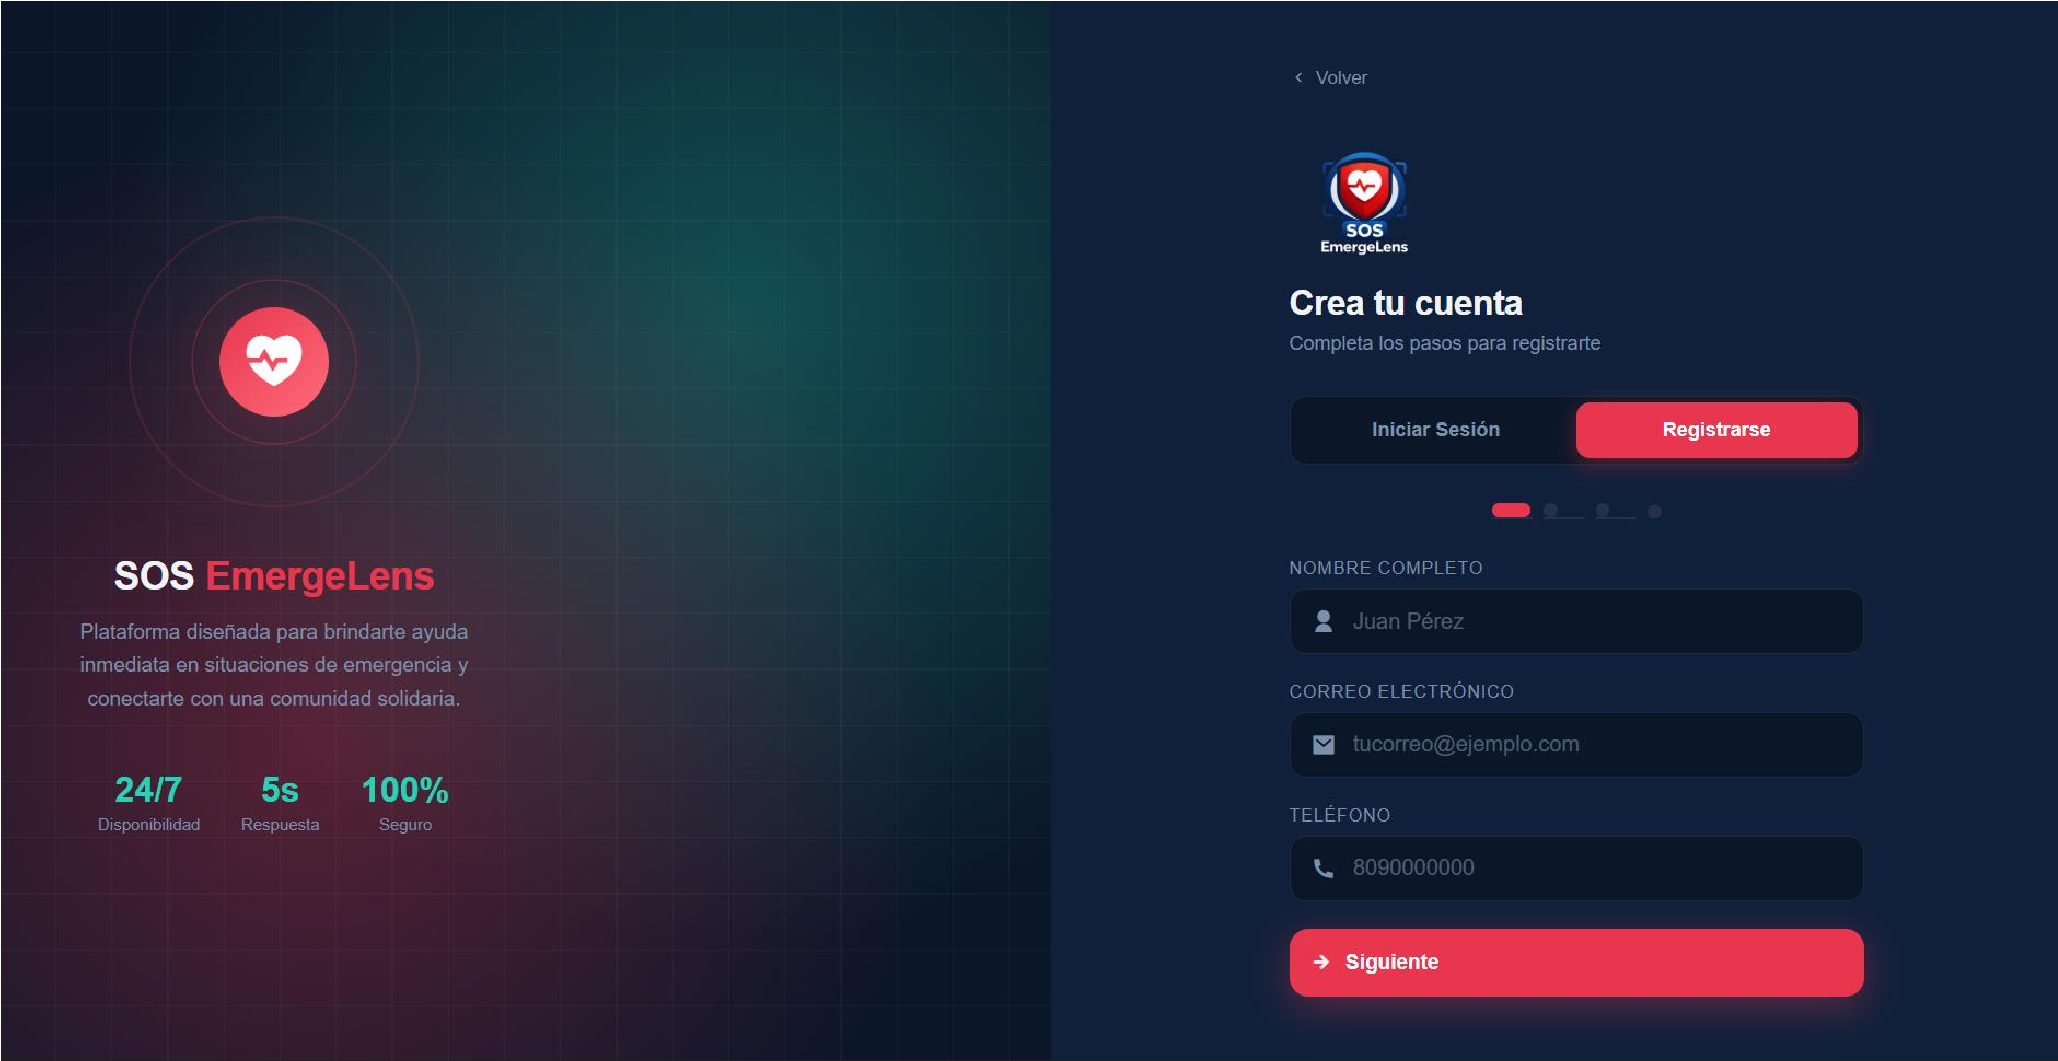 SOS EmergeLens
Plataforma diseñada para brindarte ayuda
inmediata en situaciones de emergencia y
conectarte con una comunidad solidaria.
24/7
Disponibilidad
5s
Respuesta
100%
Seguro
Volver
SOS
EmergeLens
Crea tu cuenta
Completa los pasos para registrarte
Iniciar Sesión
Registrarse
NOMBRE COMPLETO
Juan Pérez
CORREO ELECTRÓNICO
tucorreo@ejemplo.com
TELÉFONO
8090000000
Siguiente